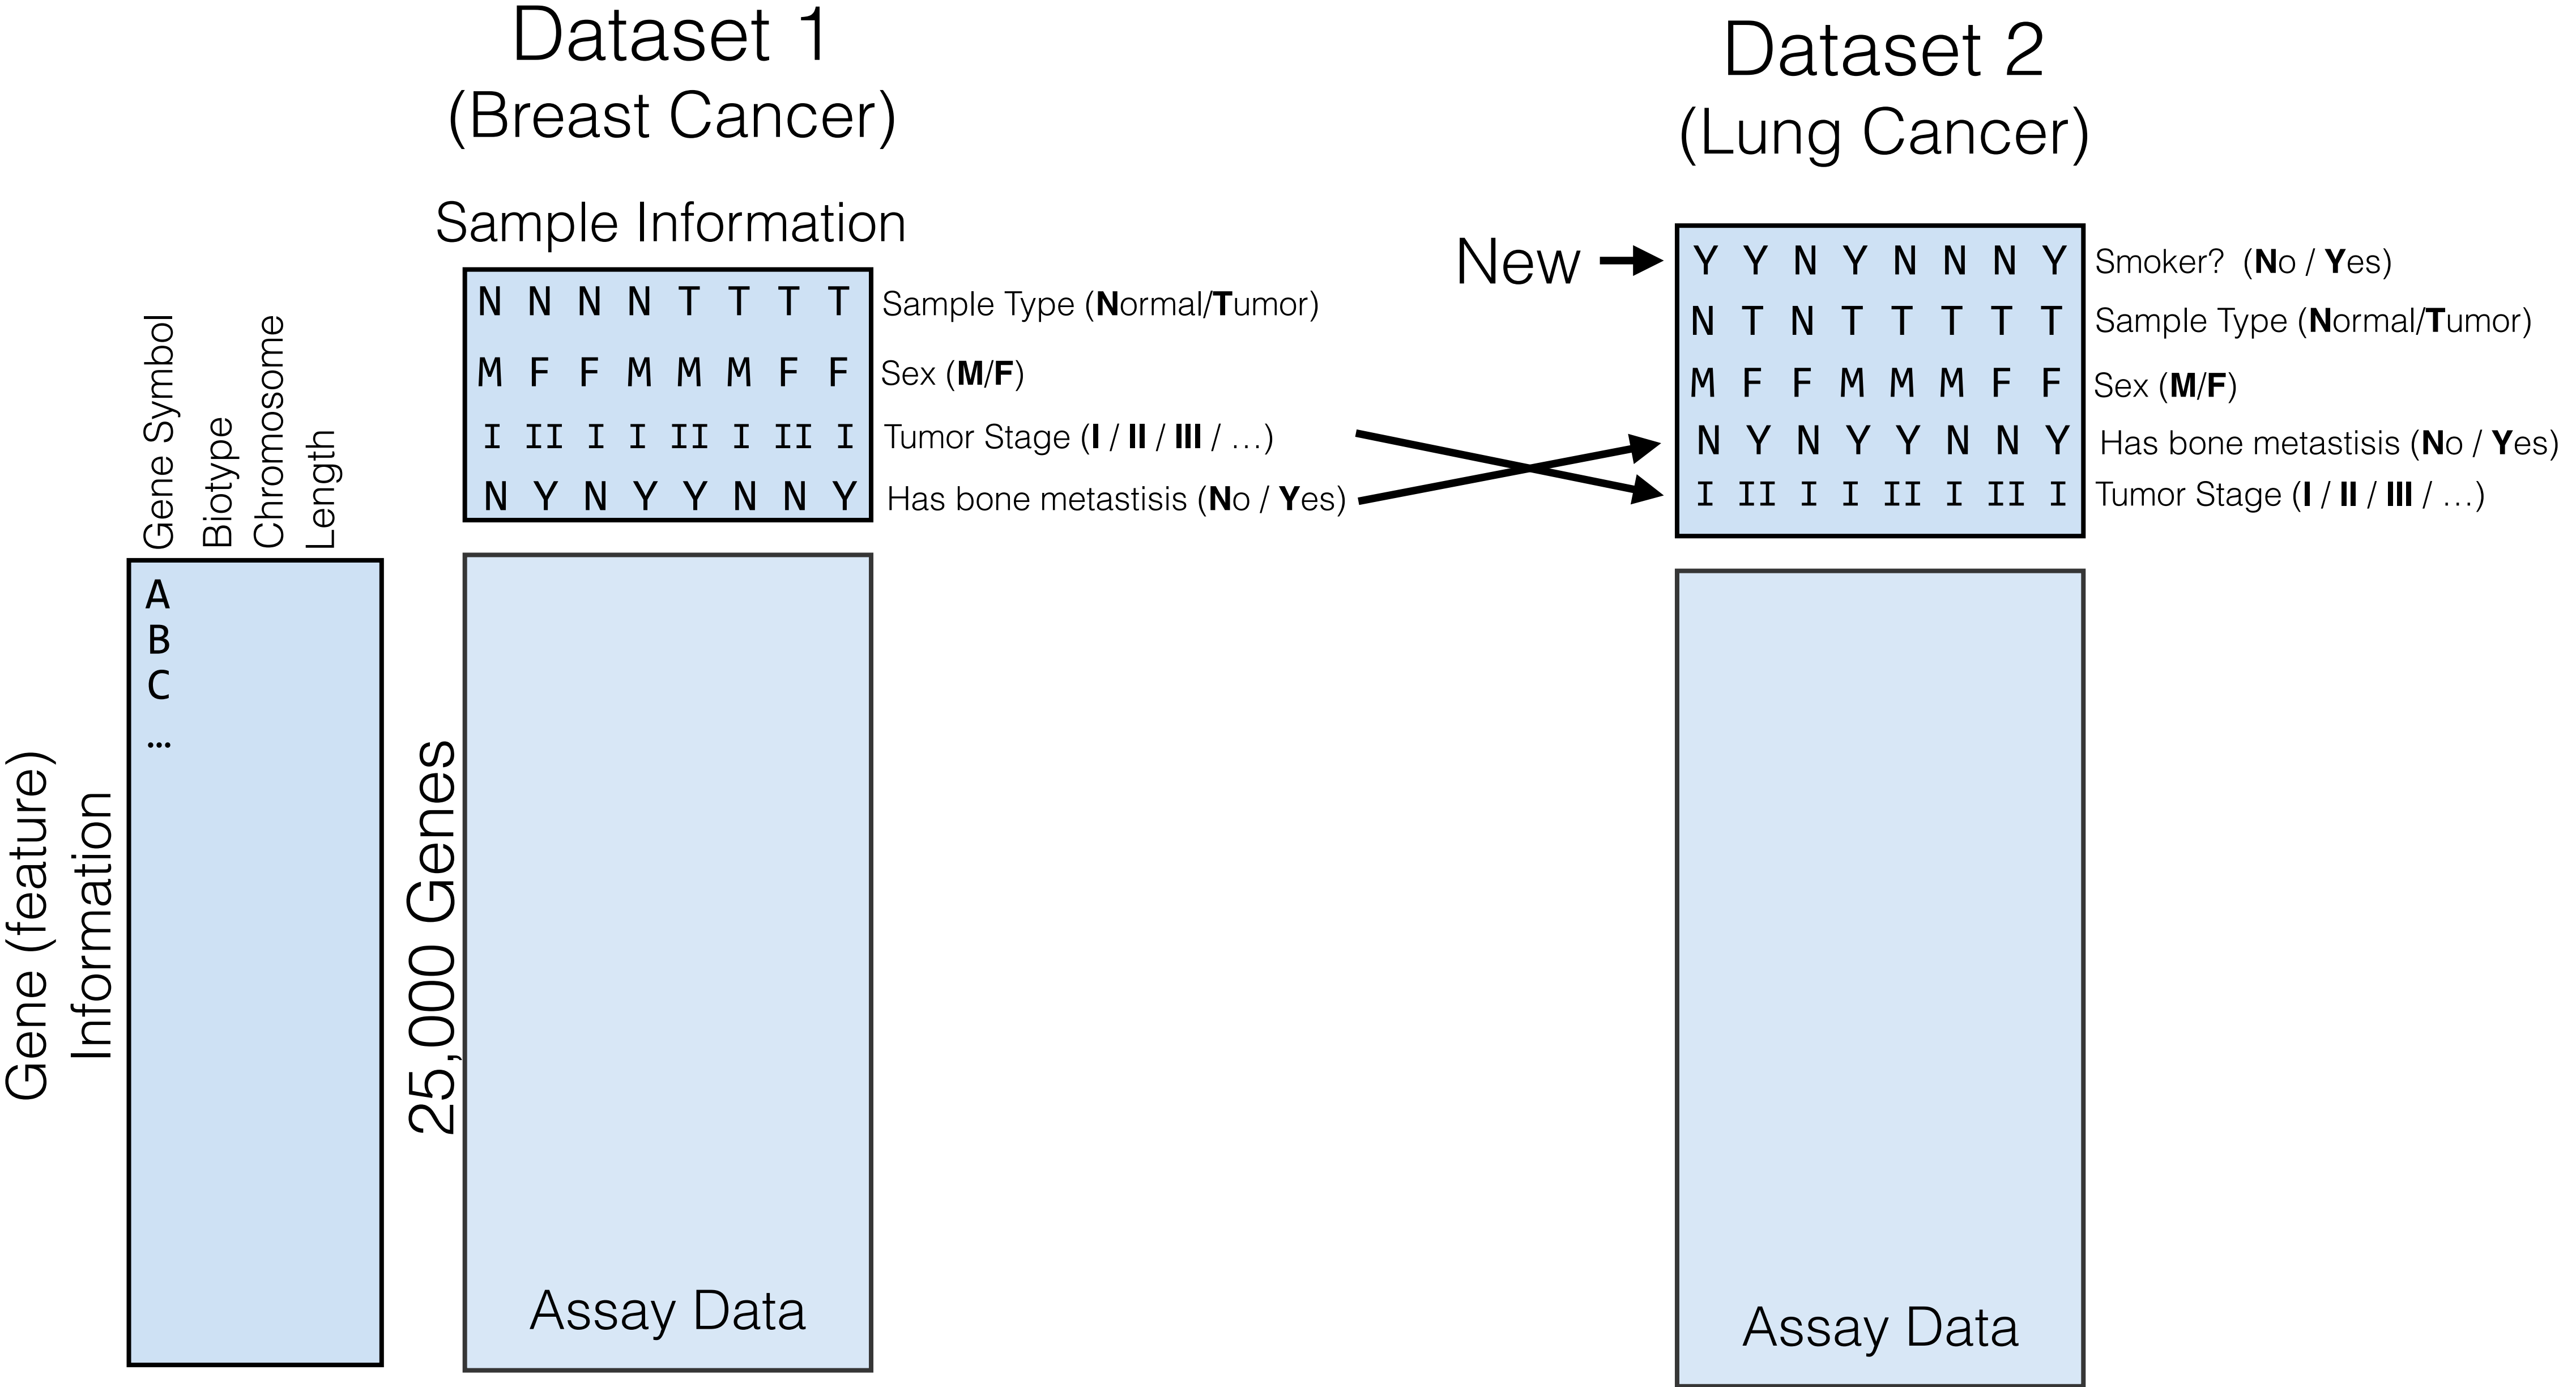 Dataset 1
(Breast Cancer)
Sample Information
N N N N T T T T Sample Type (Normal/Tumor)
M F F M M M F F Sex (M/F)
I II I I II I II I Tumor Stage (I / II / III / ...)
N Y N Y Y N N Y Has bone metastisis (No / Yes)
Gene Symbol
Biotype
Chromosome
Length
A
B
C
...
Gene (feature)
Information
25,000 Genes
Assay Data
Dataset 2
(Lung Cancer)
New
Y Y N Y N N N Y Smoker? (No / Yes)
N T N T T T T T Sample Type (Normal/Tumor)
M F F M M M F F Sex (M/F)
N Y N Y Y N N Y Has bone metastisis (No / Yes)
I II I I II I II I Tumor Stage (I / II / III / ...)
Assay Data